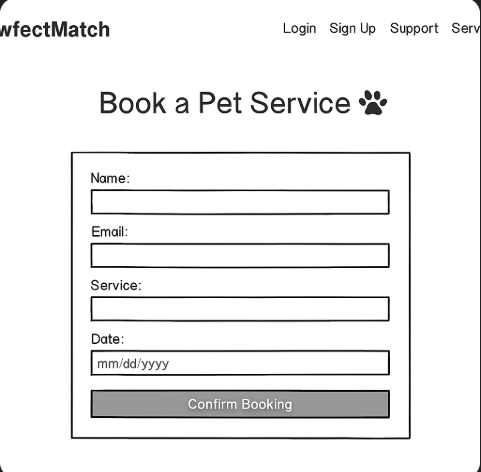 wfectMatch Login Sign Up Support Serv
Book a Pet Service
Name:
Email:
Service:
Date:
mm/dd/yyyy
Confirm Booking